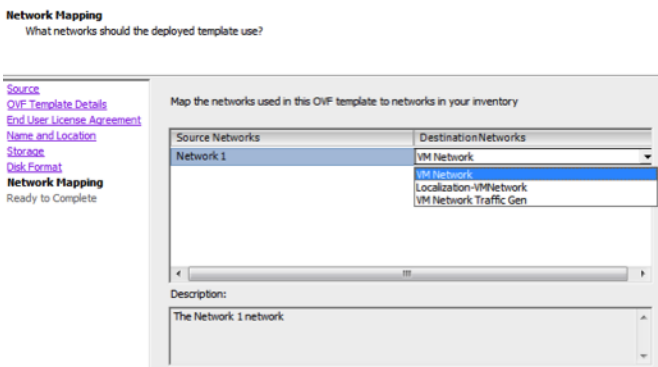 Network Mapping
What networks should the deployed template use?
Source
OVF Template Details
End User License Agreement
Name and Location
Storage
Disk Format
Network Mapping
Ready to Complete
Map the networks used in this OVF template to networks in your inventory
Source Networks DestinationNetworks
Network 1 VM Network
VM Network
Localization-VMNetwork
VM Network Traffic Gen
Description:
The Network 1 network